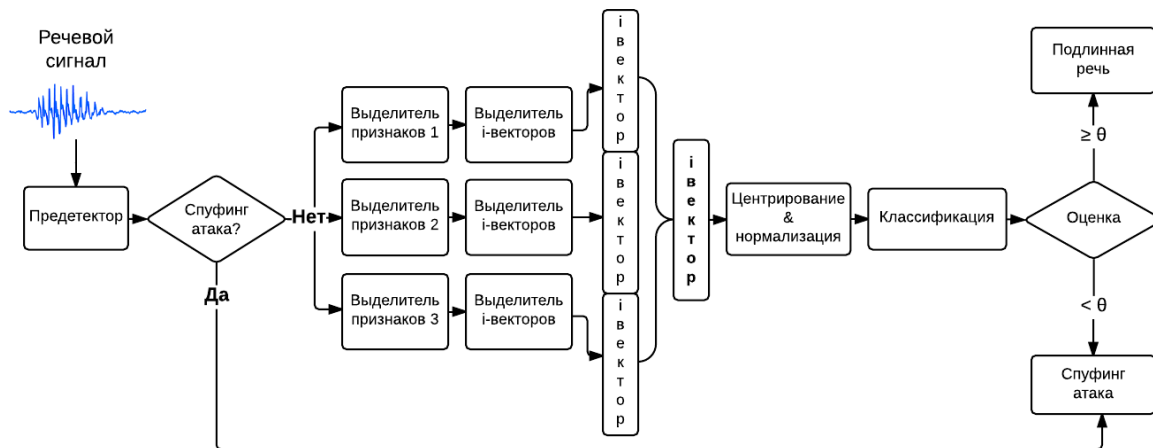 Речевой
сигнал
Предетектор
Спуфинг
атака?
Нет
Да
Выделитель
признаков 1
Выделитель
i-векторов
Выделитель
признаков 2
Выделитель
i-векторов
Выделитель
признаков 3
Выделитель
i-векторов
i
в
е
к
т
о
р
i
в
е
к
т
о
р
i
в
е
к
т
о
р
i
в
е
к
т
о
р
Центрирование
&
нормализация
Классификация
Оценка
≥ θ
Подлинная
речь
< θ
Спуфинг
атака